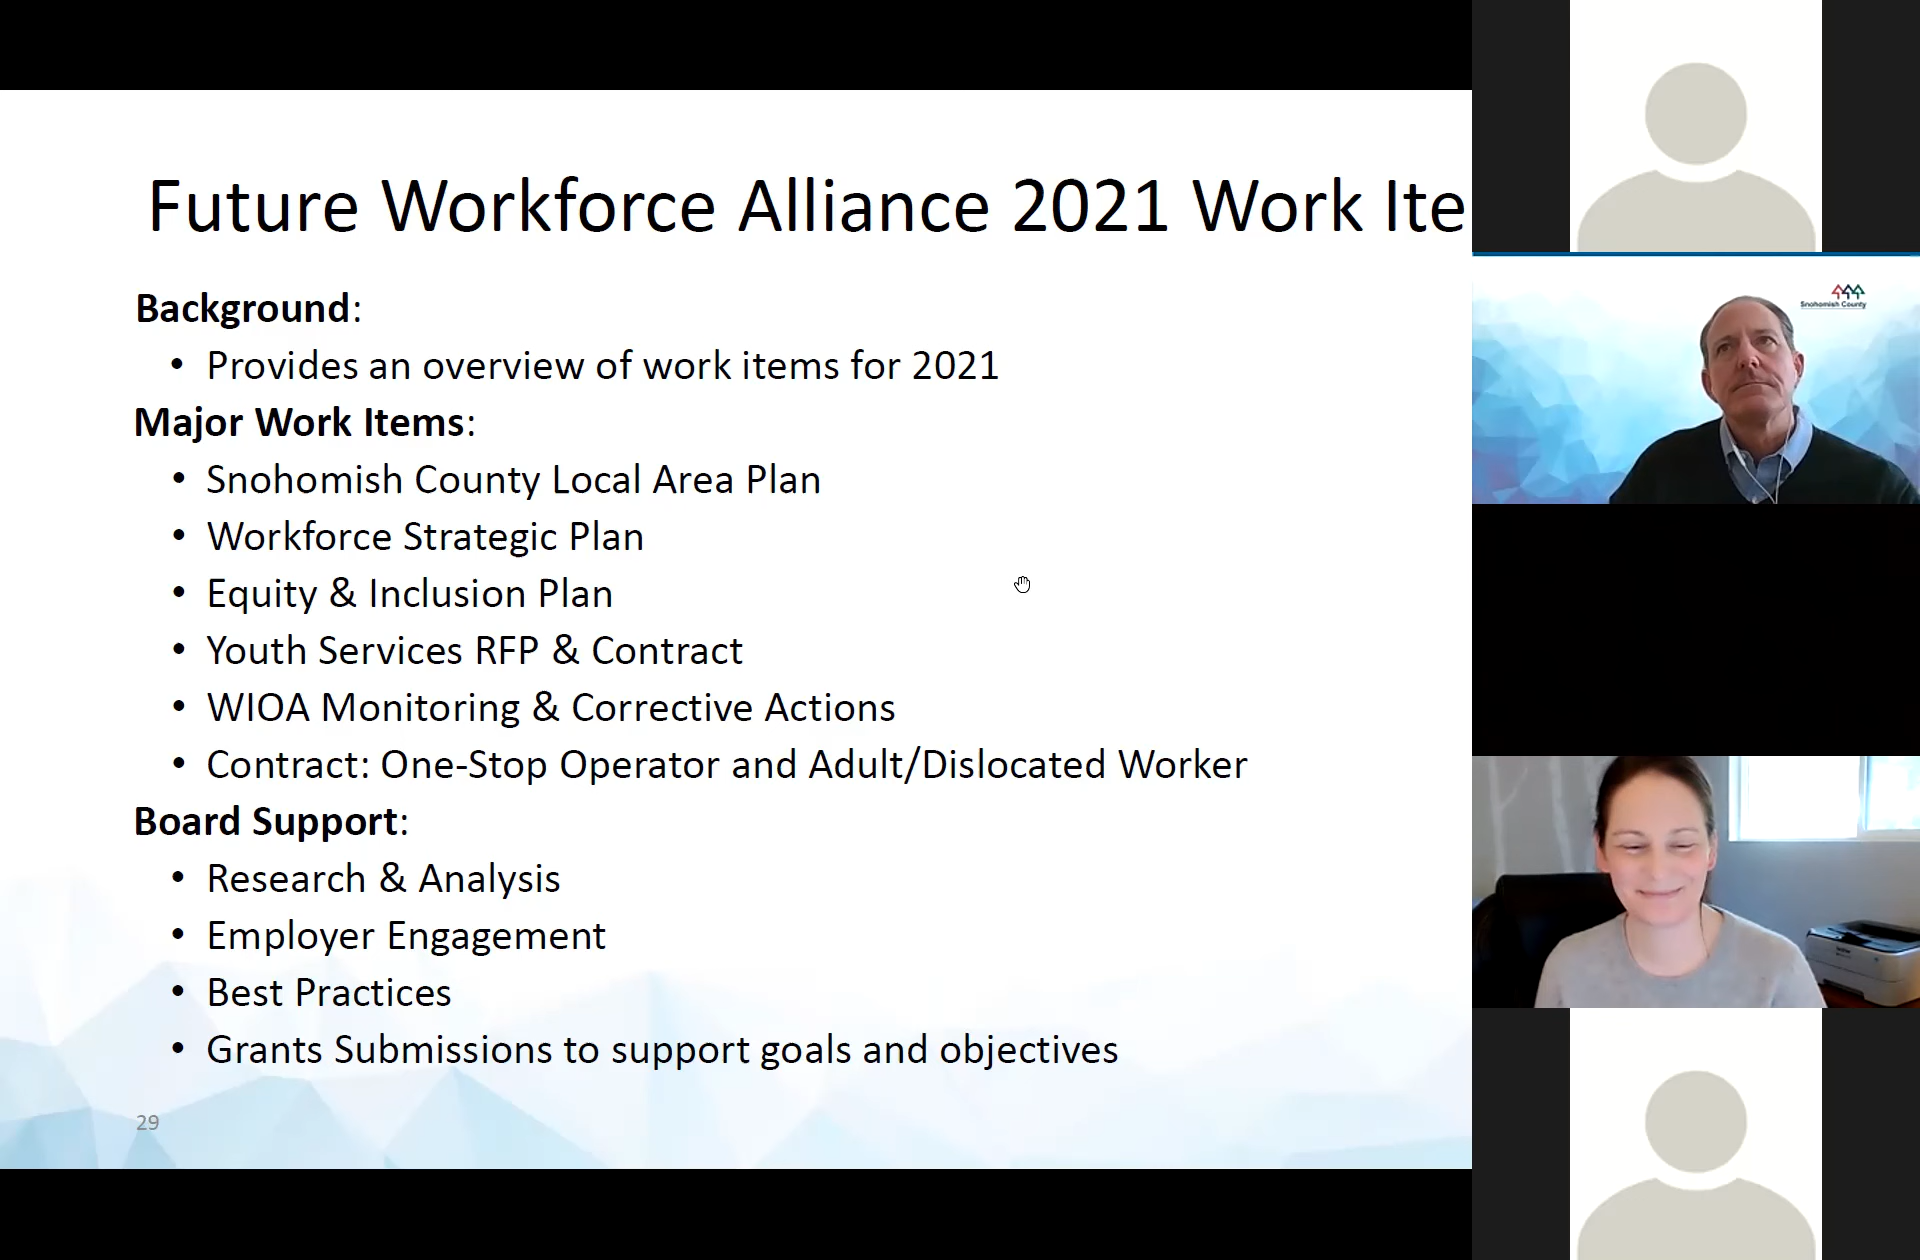 Future Workforce Alliance 2021 Work Ite
Background:
• Provides an overview of work items for 2021
Major Work Items:
• Snohomish County Local Area Plan
• Workforce Strategic Plan
• Equity & Inclusion Plan
• Youth Services RFP & Contract
• WIOA Monitoring & Corrective Actions
• Contract: One-Stop Operator and Adult/Dislocated Worker
Board Support:
• Research & Analysis
• Employer Engagement
• Best Practices
• Grants Submissions to support goals and objectives
29
Snohomish County